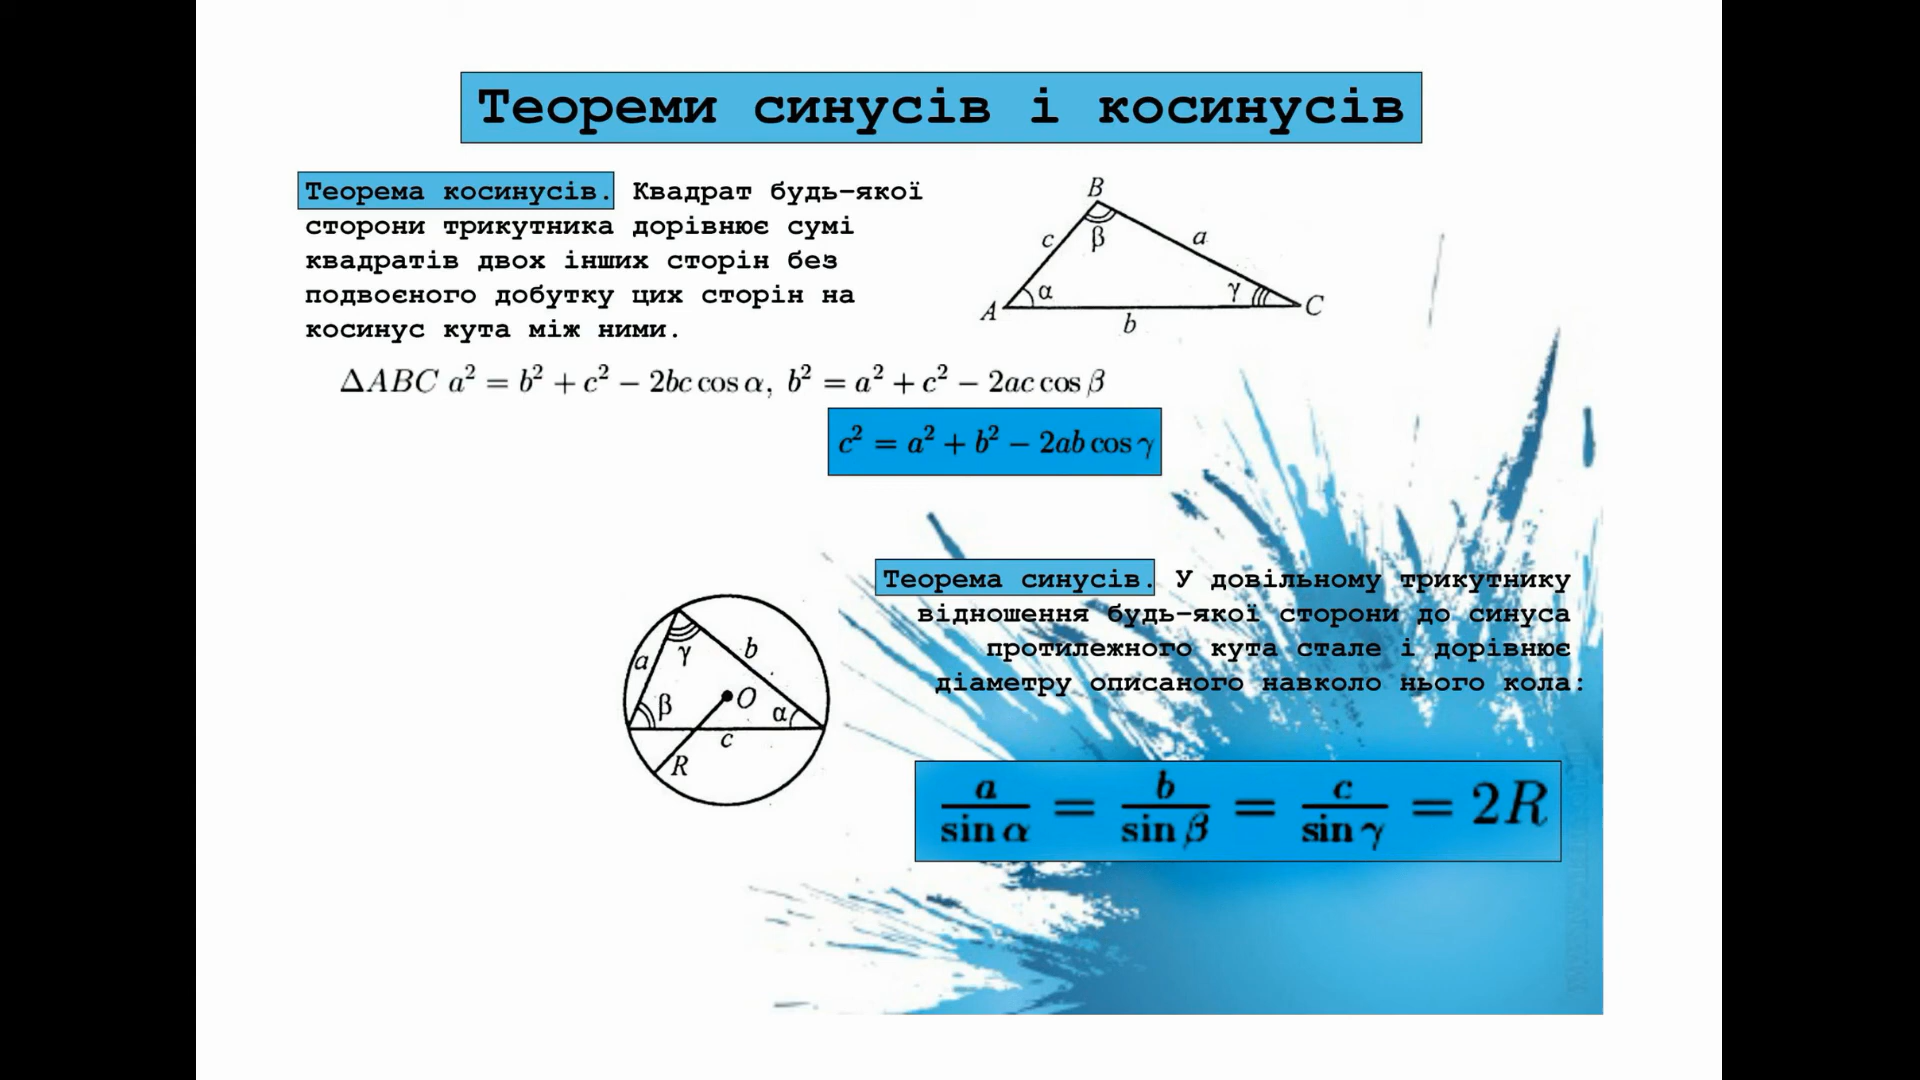 Теореми синусів і косинусів
Теорема косинусів. Квадрат будь-якої
сторони трикутника дорівнює сумі
квадратів двох інших сторін без
подвоєного добутку цих сторін на
косинус кута між ними.
B
c β a
A α γ C
b
ΔABC a² = b² + c² − 2bc cos α, b² = a² + c² − 2ac cos β
c² = a² + b² − 2ab cos γ
Теорема синусів. У довільному трикутнику
відношення будь-якої сторони до синуса
протилежного кута стале і дорівнює
діаметру описаного навколо нього кола:
a γ b
β O α
c
R
a/sin α = b/sin β = c/sin γ = 2R